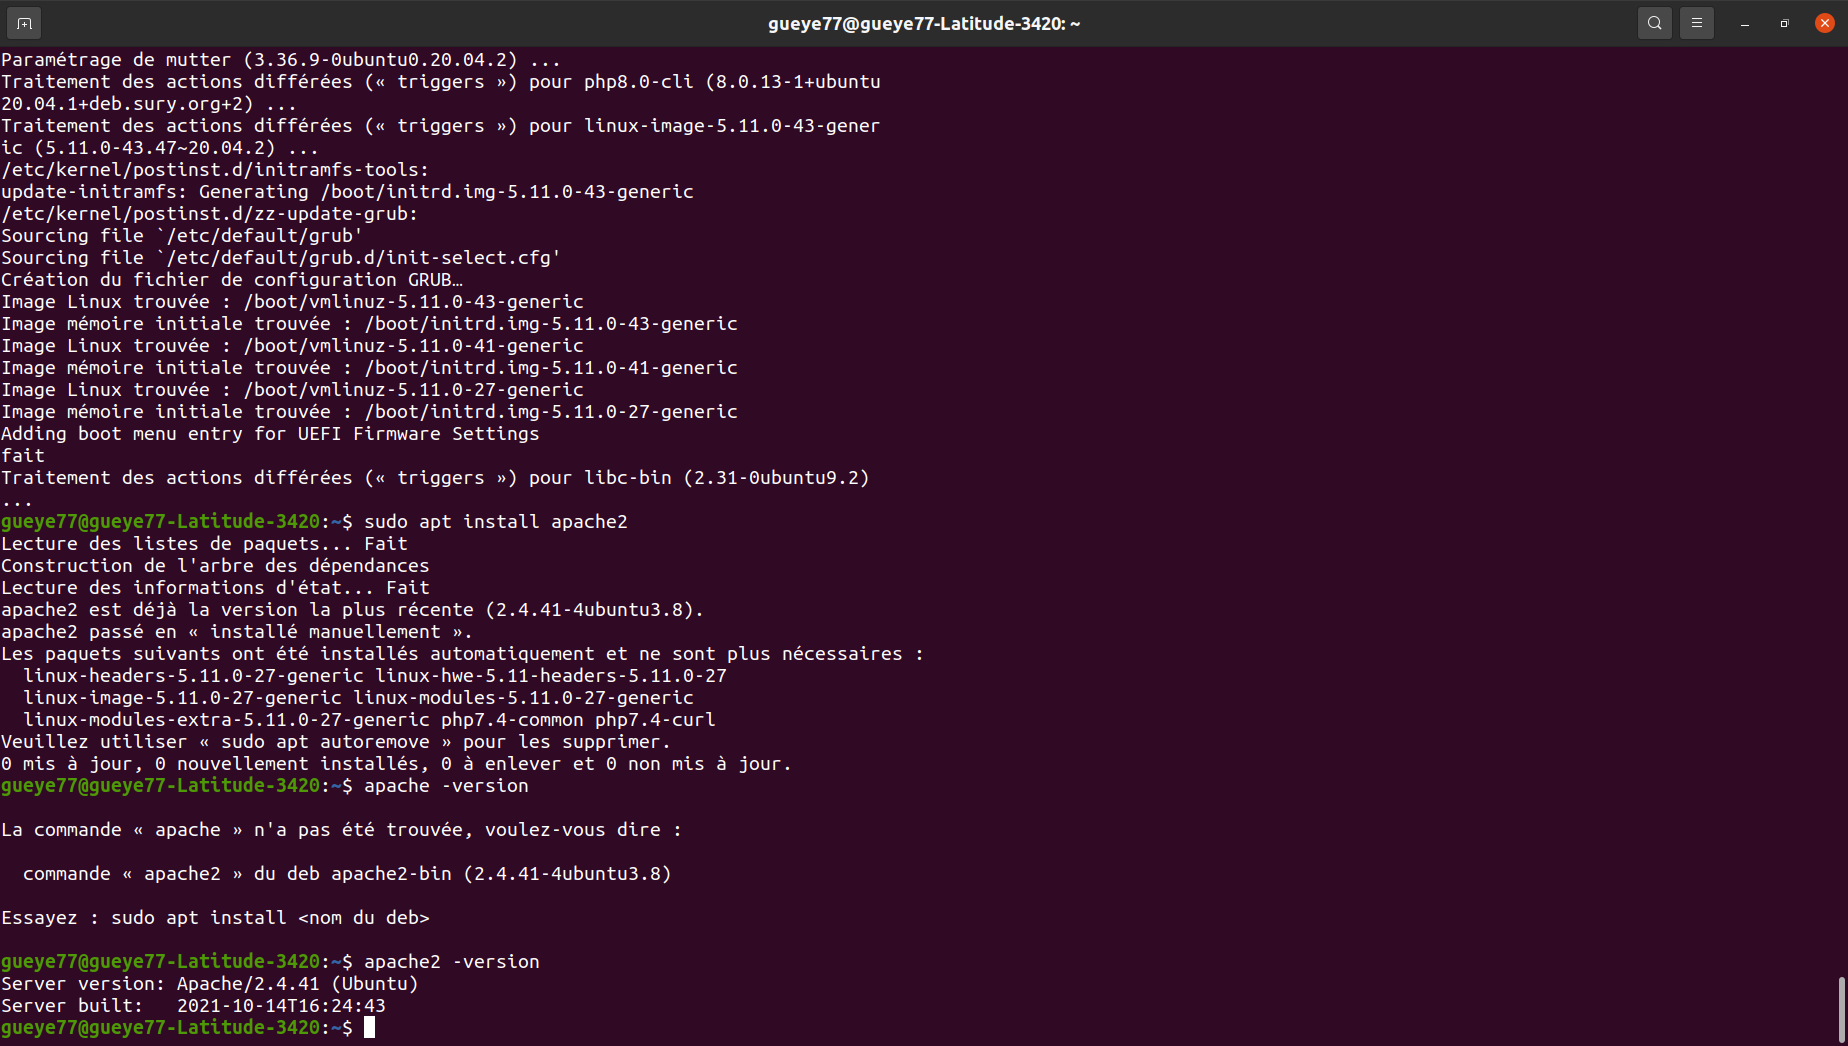 gueye77@gueye77-Latitude-3420: ~
Paramétrage de mutter (3.36.9-0ubuntu0.20.04.2) ...
Traitement des actions différées (« triggers ») pour php8.0-cli (8.0.13-1+ubuntu
20.04.1+deb.sury.org+2) ...
Traitement des actions différées (« triggers ») pour linux-image-5.11.0-43-gener
ic (5.11.0-43.47~20.04.2) ...
/etc/kernel/postinst.d/initramfs-tools:
update-initramfs: Generating /boot/initrd.img-5.11.0-43-generic
/etc/kernel/postinst.d/zz-update-grub:
Sourcing file `/etc/default/grub'
Sourcing file `/etc/default/grub.d/init-select.cfg'
Création du fichier de configuration GRUB…
Image Linux trouvée : /boot/vmlinuz-5.11.0-43-generic
Image mémoire initiale trouvée : /boot/initrd.img-5.11.0-43-generic
Image Linux trouvée : /boot/vmlinuz-5.11.0-41-generic
Image mémoire initiale trouvée : /boot/initrd.img-5.11.0-41-generic
Image Linux trouvée : /boot/vmlinuz-5.11.0-27-generic
Image mémoire initiale trouvée : /boot/initrd.img-5.11.0-27-generic
Adding boot menu entry for UEFI Firmware Settings
fait
Traitement des actions différées (« triggers ») pour libc-bin (2.31-0ubuntu9.2)
...
gueye77@gueye77-Latitude-3420:~$ sudo apt install apache2
Lecture des listes de paquets... Fait
Construction de l'arbre des dépendances
Lecture des informations d'état... Fait
apache2 est déjà la version la plus récente (2.4.41-4ubuntu3.8).
apache2 passé en « installé manuellement ».
Les paquets suivants ont été installés automatiquement et ne sont plus nécessaires :
  linux-headers-5.11.0-27-generic linux-hwe-5.11-headers-5.11.0-27
  linux-image-5.11.0-27-generic linux-modules-5.11.0-27-generic
  linux-modules-extra-5.11.0-27-generic php7.4-common php7.4-curl
Veuillez utiliser « sudo apt autoremove » pour les supprimer.
0 mis à jour, 0 nouvellement installés, 0 à enlever et 0 non mis à jour.
gueye77@gueye77-Latitude-3420:~$ apache -version
La commande « apache » n'a pas été trouvée, voulez-vous dire :
  commande « apache2 » du deb apache2-bin (2.4.41-4ubuntu3.8)
Essayez : sudo apt install <nom du deb>
gueye77@gueye77-Latitude-3420:~$ apache2 -version
Server version: Apache/2.4.41 (Ubuntu)
Server built:   2021-10-14T16:24:43
gueye77@gueye77-Latitude-3420:~$